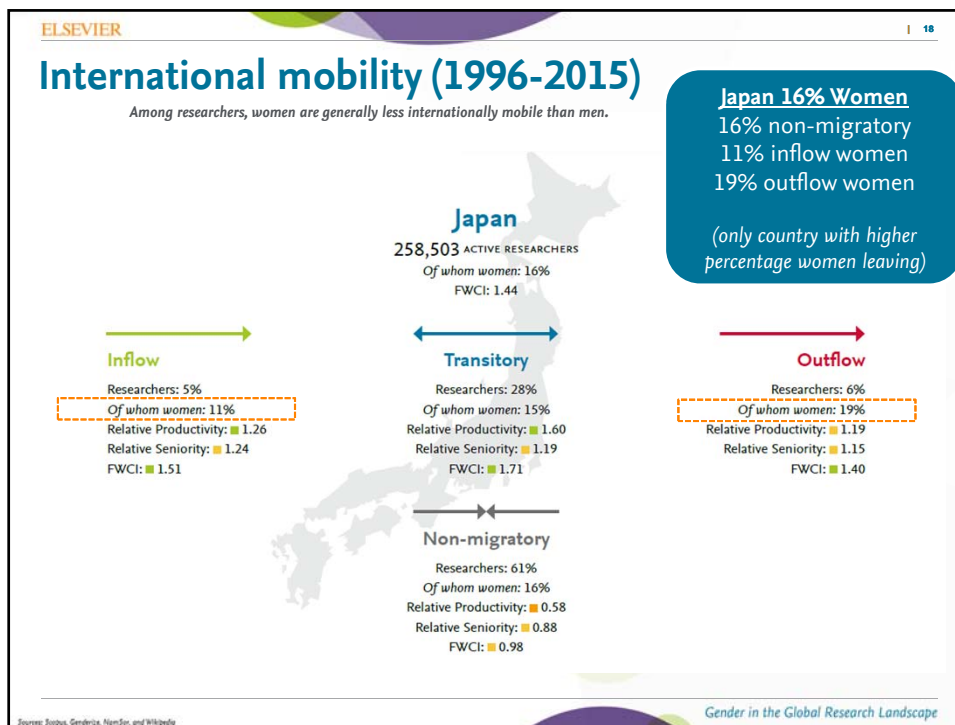 ELSEVIER
| 18
International mobility (1996-2015)
Among researchers, women are generally less internationally mobile than men.
Japan 16% Women
16% non-migratory
11% inflow women
19% outflow women
(only country with higher
percentage women leaving)
Japan
258,503 ACTIVE RESEARCHERS
Of whom women: 16%
FWCI: 1.44
Inflow
Researchers: 5%
Of whom women: 11%
Relative Productivity: 1.26
Relative Seniority: 1.24
FWCI: 1.51
Transitory
Researchers: 28%
Of whom women: 15%
Relative Productivity: 1.60
Relative Seniority: 1.19
FWCI: 1.71
Outflow
Researchers: 6%
Of whom women: 19%
Relative Productivity: 1.19
Relative Seniority: 1.15
FWCI: 1.40
Non-migratory
Researchers: 61%
Of whom women: 16%
Relative Productivity: 0.58
Relative Seniority: 0.88
FWCI: 0.98
Gender in the Global Research Landscape
Sources: Scopus, Genderize, NamSor, and Wikipedia